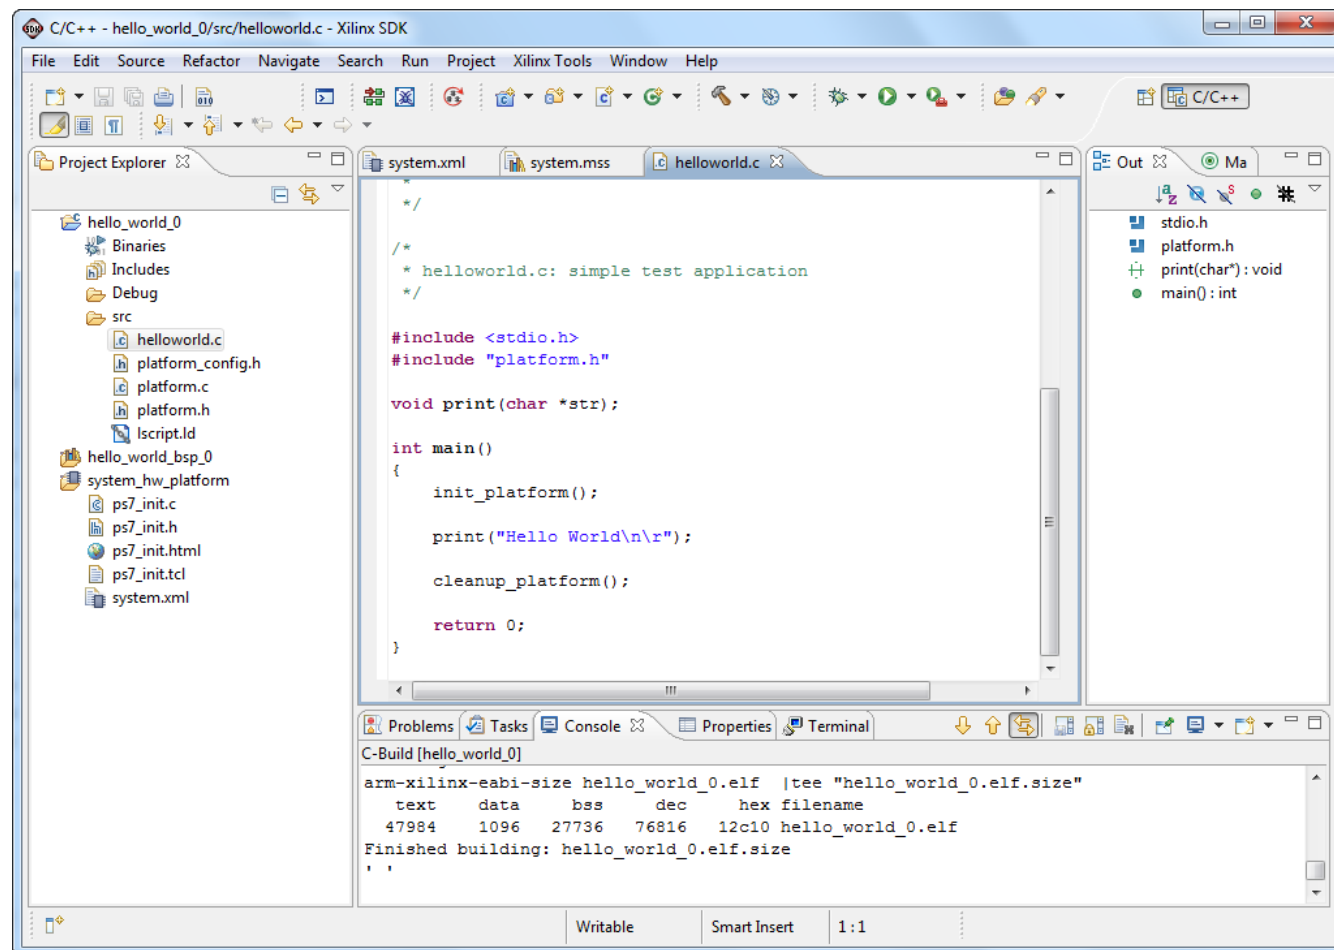 C/C++ - hello_world_0/src/helloworld.c - Xilinx SDK
File Edit Source Refactor Navigate Search Run Project Xilinx Tools Window Help
C/C++
Project Explorer
hello_world_0
Binaries
Includes
Debug
src
helloworld.c
platform_config.h
platform.c
platform.h
lscript.ld
hello_world_bsp_0
system_hw_platform
ps7_init.c
ps7_init.h
ps7_init.html
ps7_init.tcl
system.xml
system.xml system.mss helloworld.c
*
*/
/*
* helloworld.c: simple test application
*/
#include <stdio.h>
#include "platform.h"
void print(char *str);
int main()
{
init_platform();
print("Hello World\n\r");
cleanup_platform();
return 0;
}
Out Ma
stdio.h
platform.h
print(char*) : void
main() : int
Problems Tasks Console Properties Terminal
C-Build [hello_world_0]
arm-xilinx-eabi-size hello_world_0.elf |tee "hello_world_0.elf.size"
text data bss dec hex filename
47984 1096 27736 76816 12c10 hello_world_0.elf
Finished building: hello_world_0.elf.size
' '
Writable Smart Insert 1 : 1